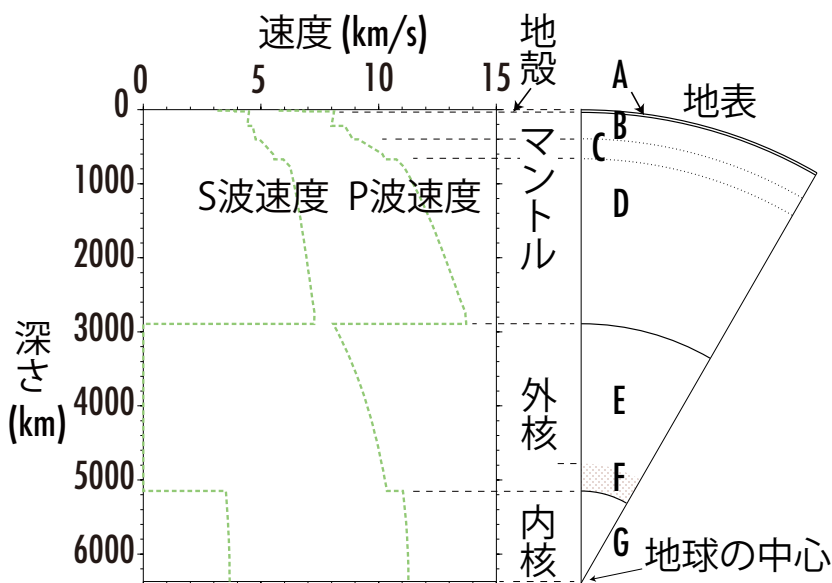 速度 (km/s)
0 5 10 15
地殻
A
地表
0
B
C
マントル
1000
S波速度 P波速度
D
2000
3000
深さ
(km)
4000
外核
E
5000
F
内核
6000
G
地球の中心